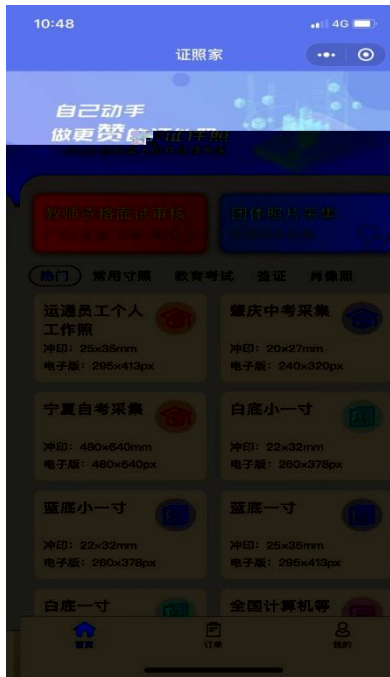 10:48
4G
证照家
自己动手
做更赞的证件照
教师资格面试审核
团体照片采集
热门 常用寸照 教育考试 签证 肖像照
运通员工个人
工作照
冲印：25x35mm
电子版：295x413px
肇庆中考采集
冲印：20x27mm
电子版：240x320px
宁夏自考采集
冲印：480x640mm
电子版：480x640px
白底小一寸
冲印：22x32mm
电子版：260x378px
蓝底小一寸
冲印：22x32mm
电子版：260x378px
蓝底一寸
冲印：25x35mm
电子版：295x413px
白底一寸
全国计算机等
首页 订单 我的